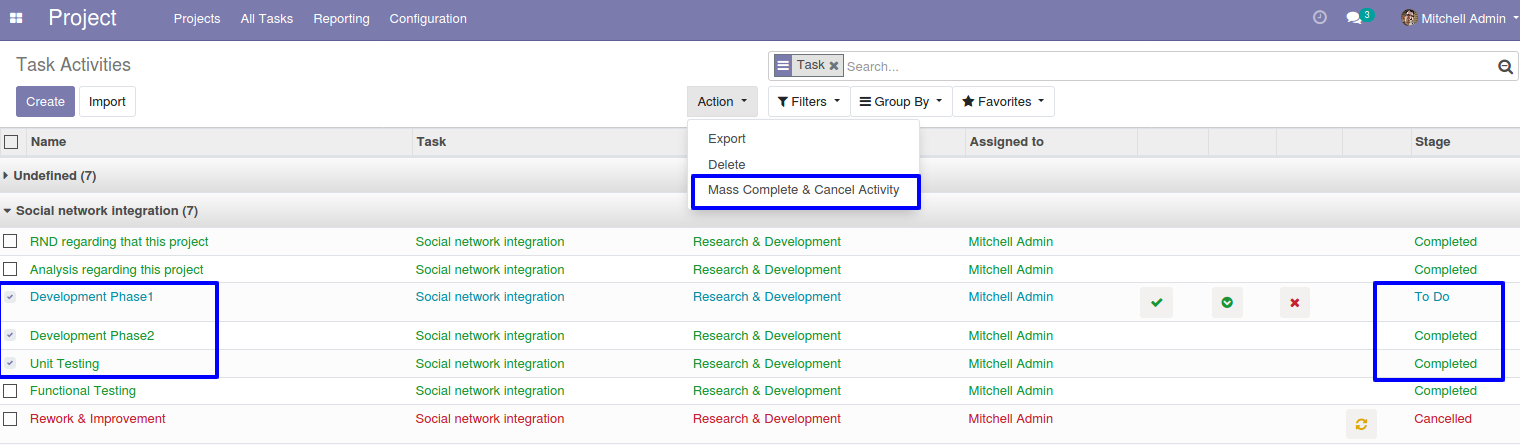 Project Projects All Tasks Reporting Configuration 3 Mitchell Admin
Task Activities Task Search...
Create Import Action Filters Group By Favorites
Export
Delete
Mass Complete & Cancel Activity
Name Task Assigned to Stage
Undefined (7)
Social network integration (7)
RND regarding that this project Social network integration Research & Development Mitchell Admin Completed
Analysis regarding this project Social network integration Research & Development Mitchell Admin Completed
Development Phase1 Social network integration Research & Development Mitchell Admin To Do
Development Phase2 Social network integration Research & Development Mitchell Admin Completed
Unit Testing Social network integration Research & Development Mitchell Admin Completed
Functional Testing Social network integration Research & Development Mitchell Admin Completed
Rework & Improvement Social network integration Research & Development Mitchell Admin Cancelled